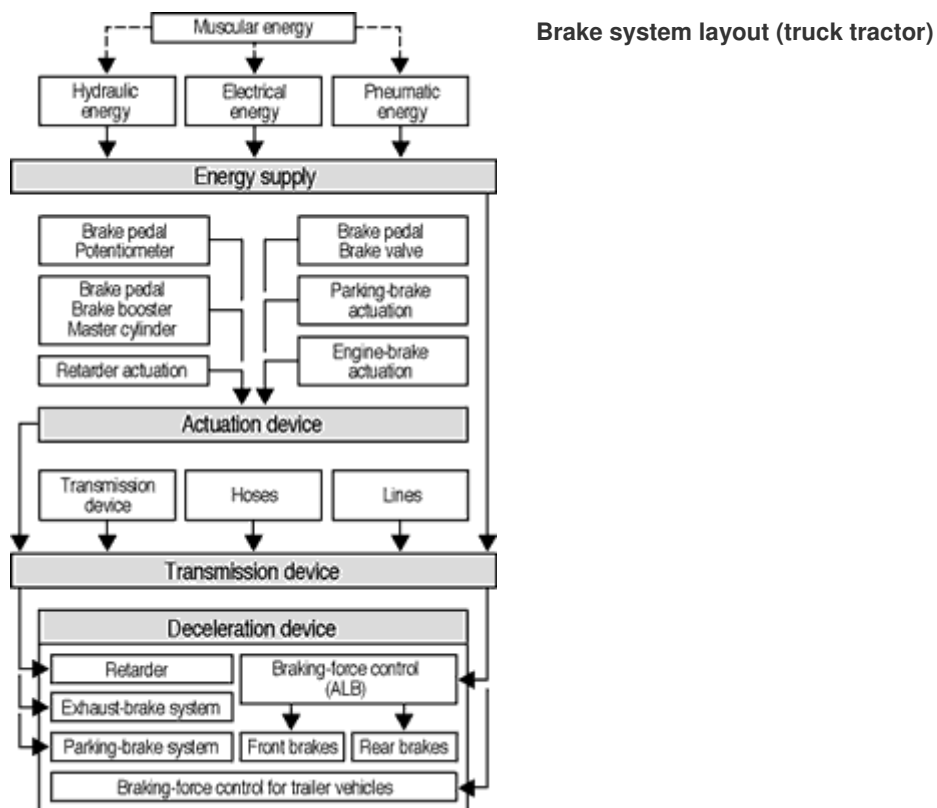 Brake system layout (truck tractor)
Muscular energy
Hydraulic
energy
Electrical
energy
Pneumatic
energy
Energy supply
Brake pedal
Potentiometer
Brake pedal
Brake valve
Brake pedal
Brake booster
Master cylinder
Parking-brake
actuation
Retarder actuation
Engine-brake
actuation
Actuation device
Transmission
device
Hoses
Lines
Transmission device
Deceleration device
Retarder
Braking-force control
(ALB)
Exhaust-brake system
Parking-brake system
Front brakes
Rear brakes
Braking-force control for trailer vehicles